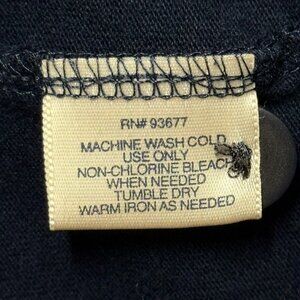 RN# 93677
MACHINE WASH COLD
USE ONLY
NON-CHLORINE BLEACH
WHEN NEEDED
TUMBLE DRY
WARM IRON AS NEEDED